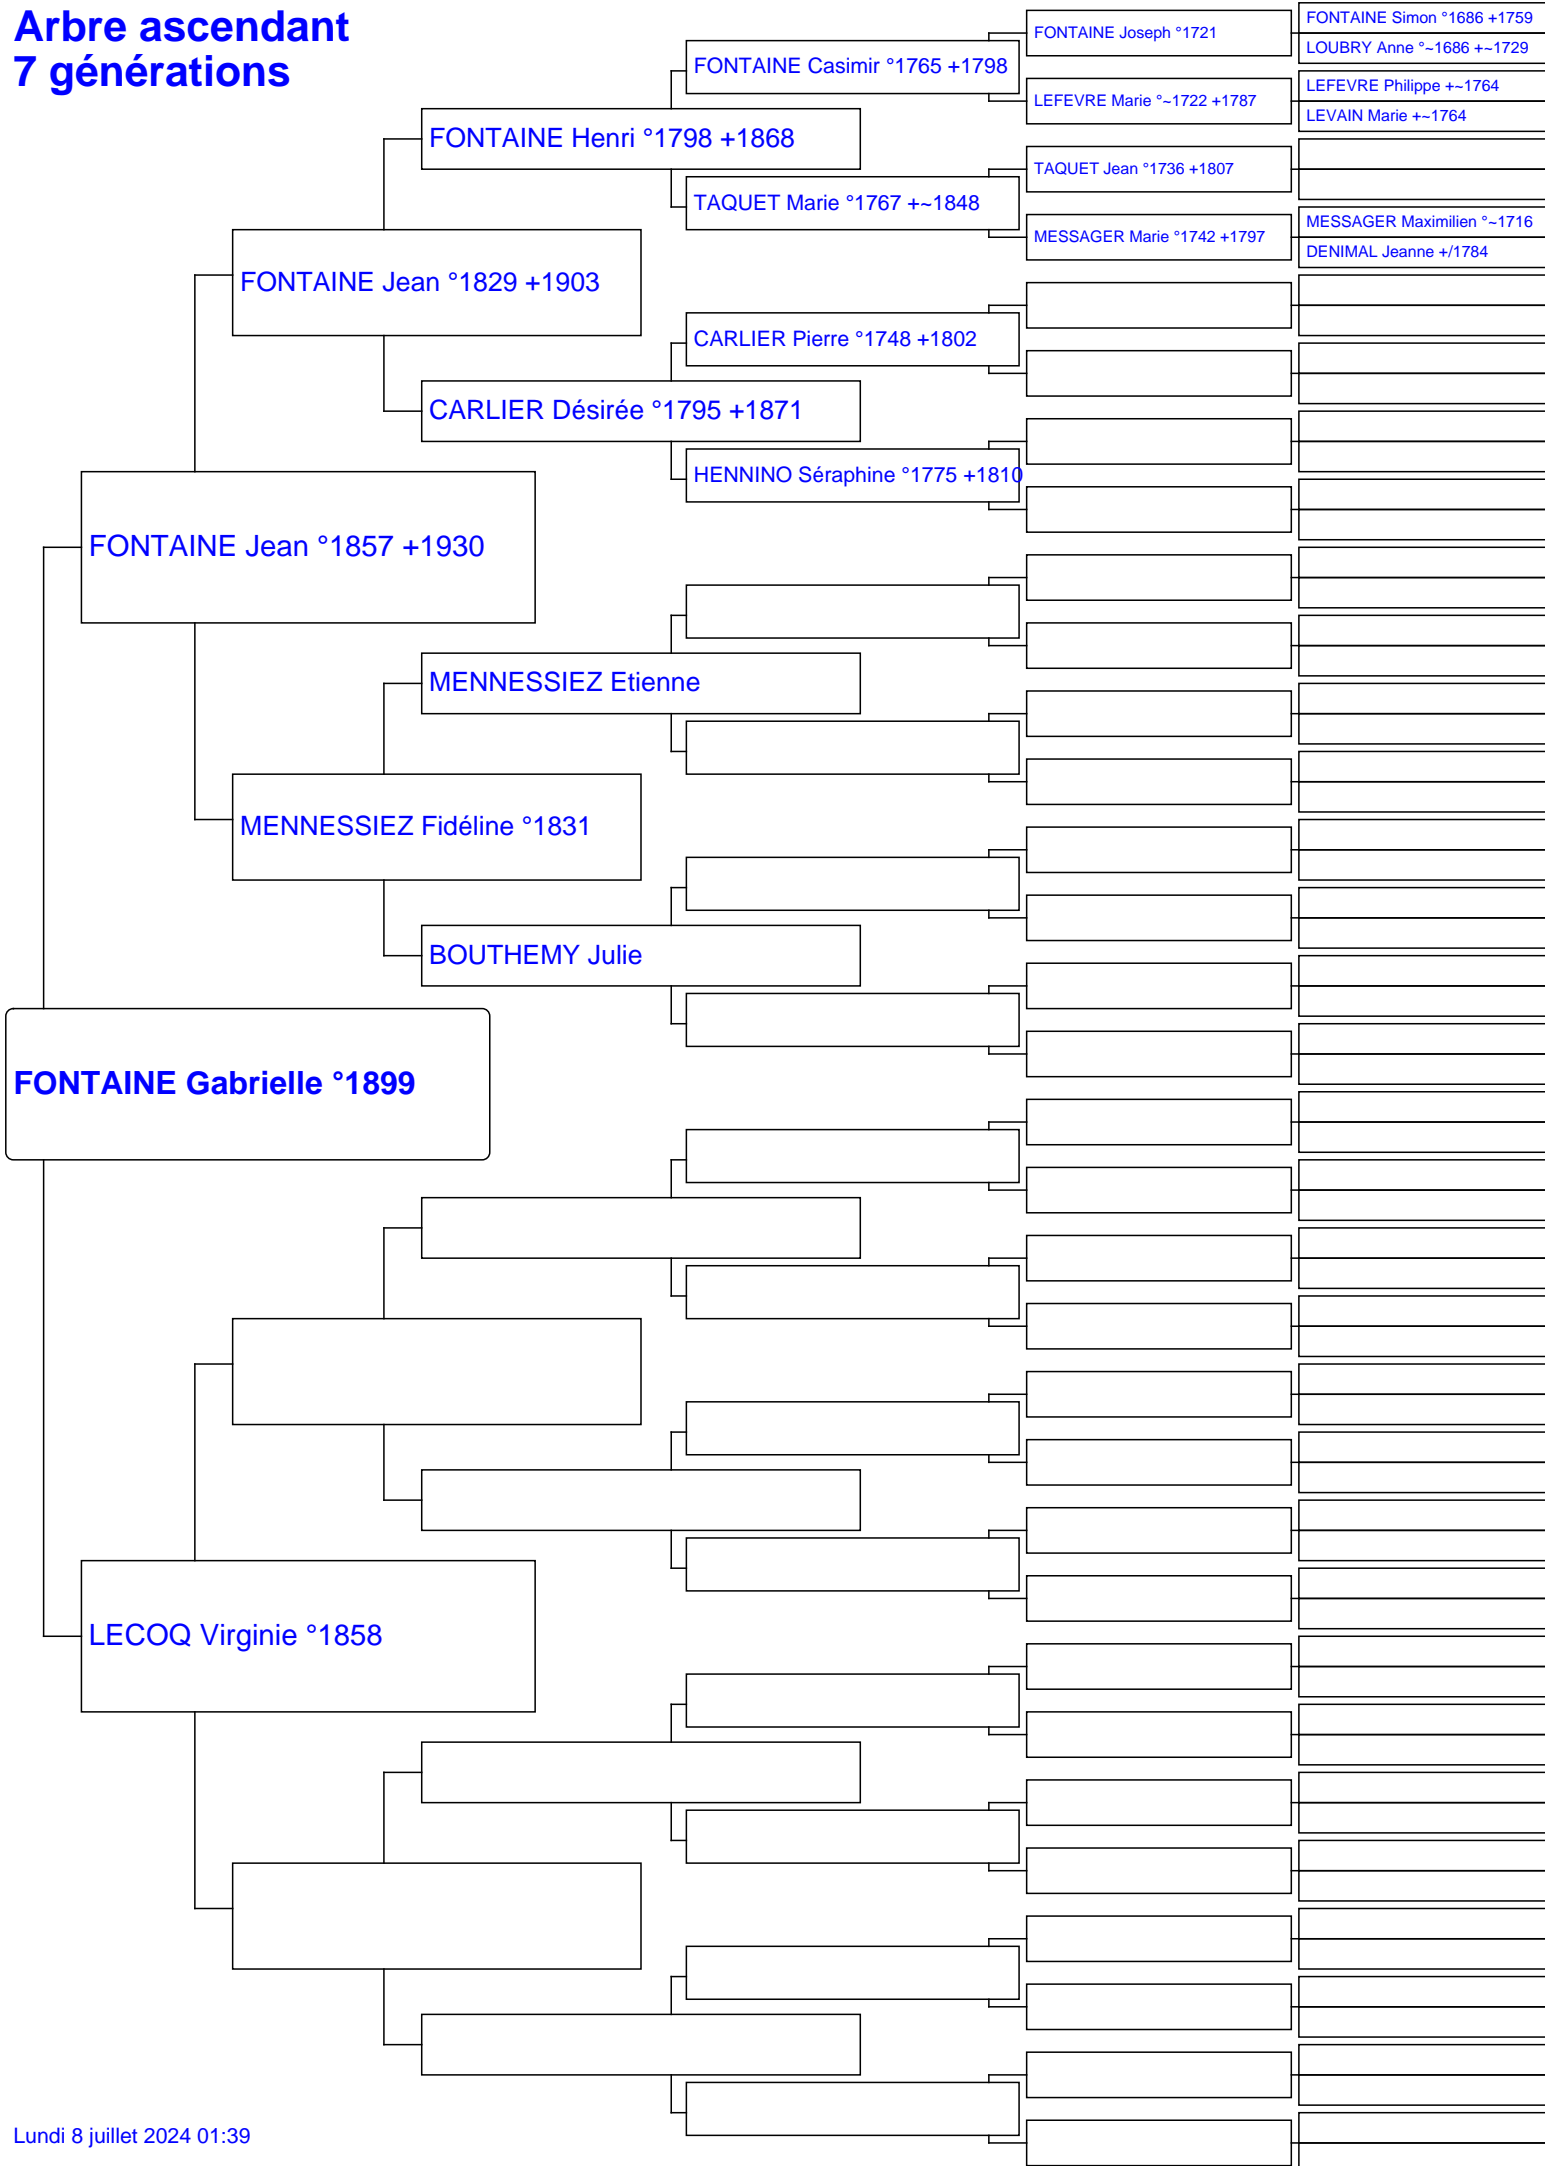 Arbre ascendant
7 générations
FONTAINE Joseph °1721
FONTAINE Simon °1686 +1759
LOUBRY Anne °~1686 +~1729
FONTAINE Casimir °1765 +1798
LEFEVRE Marie °~1722 +1787
LEFEVRE Philippe +~1764
LEVAIN Marie +~1764
FONTAINE Henri °1798 +1868
TAQUET Jean °1736 +1807
TAQUET Marie °1767 +~1848
MESSAGER Marie °1742 +1797
MESSAGER Maximilien °~1716
DENIMAL Jeanne +/1784
FONTAINE Jean °1829 +1903
CARLIER Pierre °1748 +1802
CARLIER Désirée °1795 +1871
HENNINO Séraphine °1775 +1810
FONTAINE Jean °1857 +1930
MENNESSIEZ Etienne
MENNESSIEZ Fidéline °1831
BOUTHEMY Julie
FONTAINE Gabrielle °1899
LECOQ Virginie °1858
Lundi 8 juillet 2024 01:39